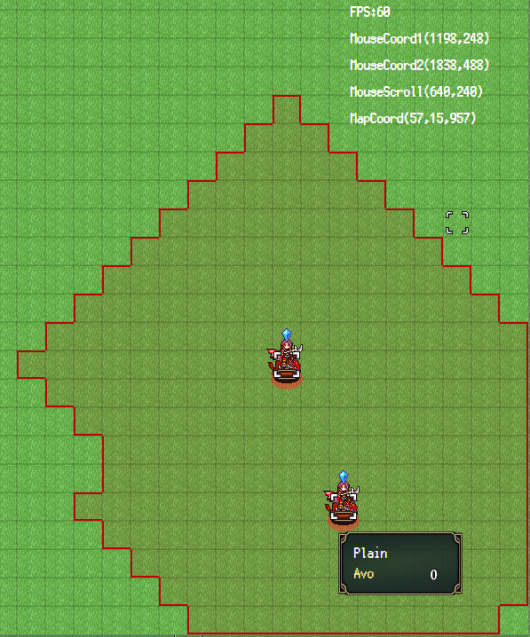 FPS:60
MouseCoord1(1198,248)
MouseCoord2(1838,488)
MouseScroll(640,240)
MapCoord(57,15,957)
Plain
Avo 0